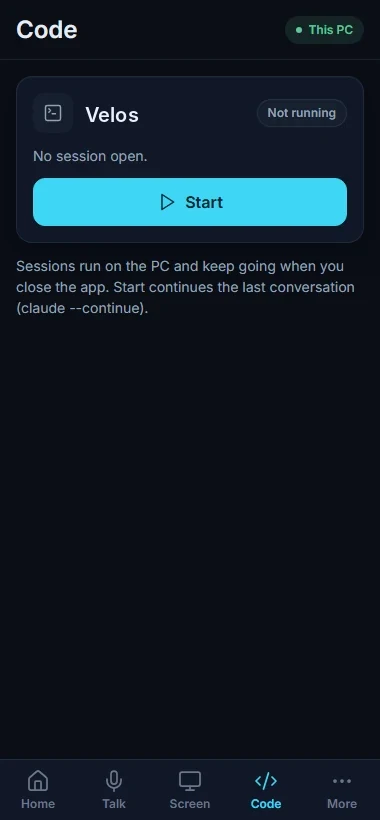 Code
This PC
Velos
Not running
No session open.
Start
Sessions run on the PC and keep going when you
close the app. Start continues the last conversation
(claude --continue).
Home
Talk
Screen
Code
More